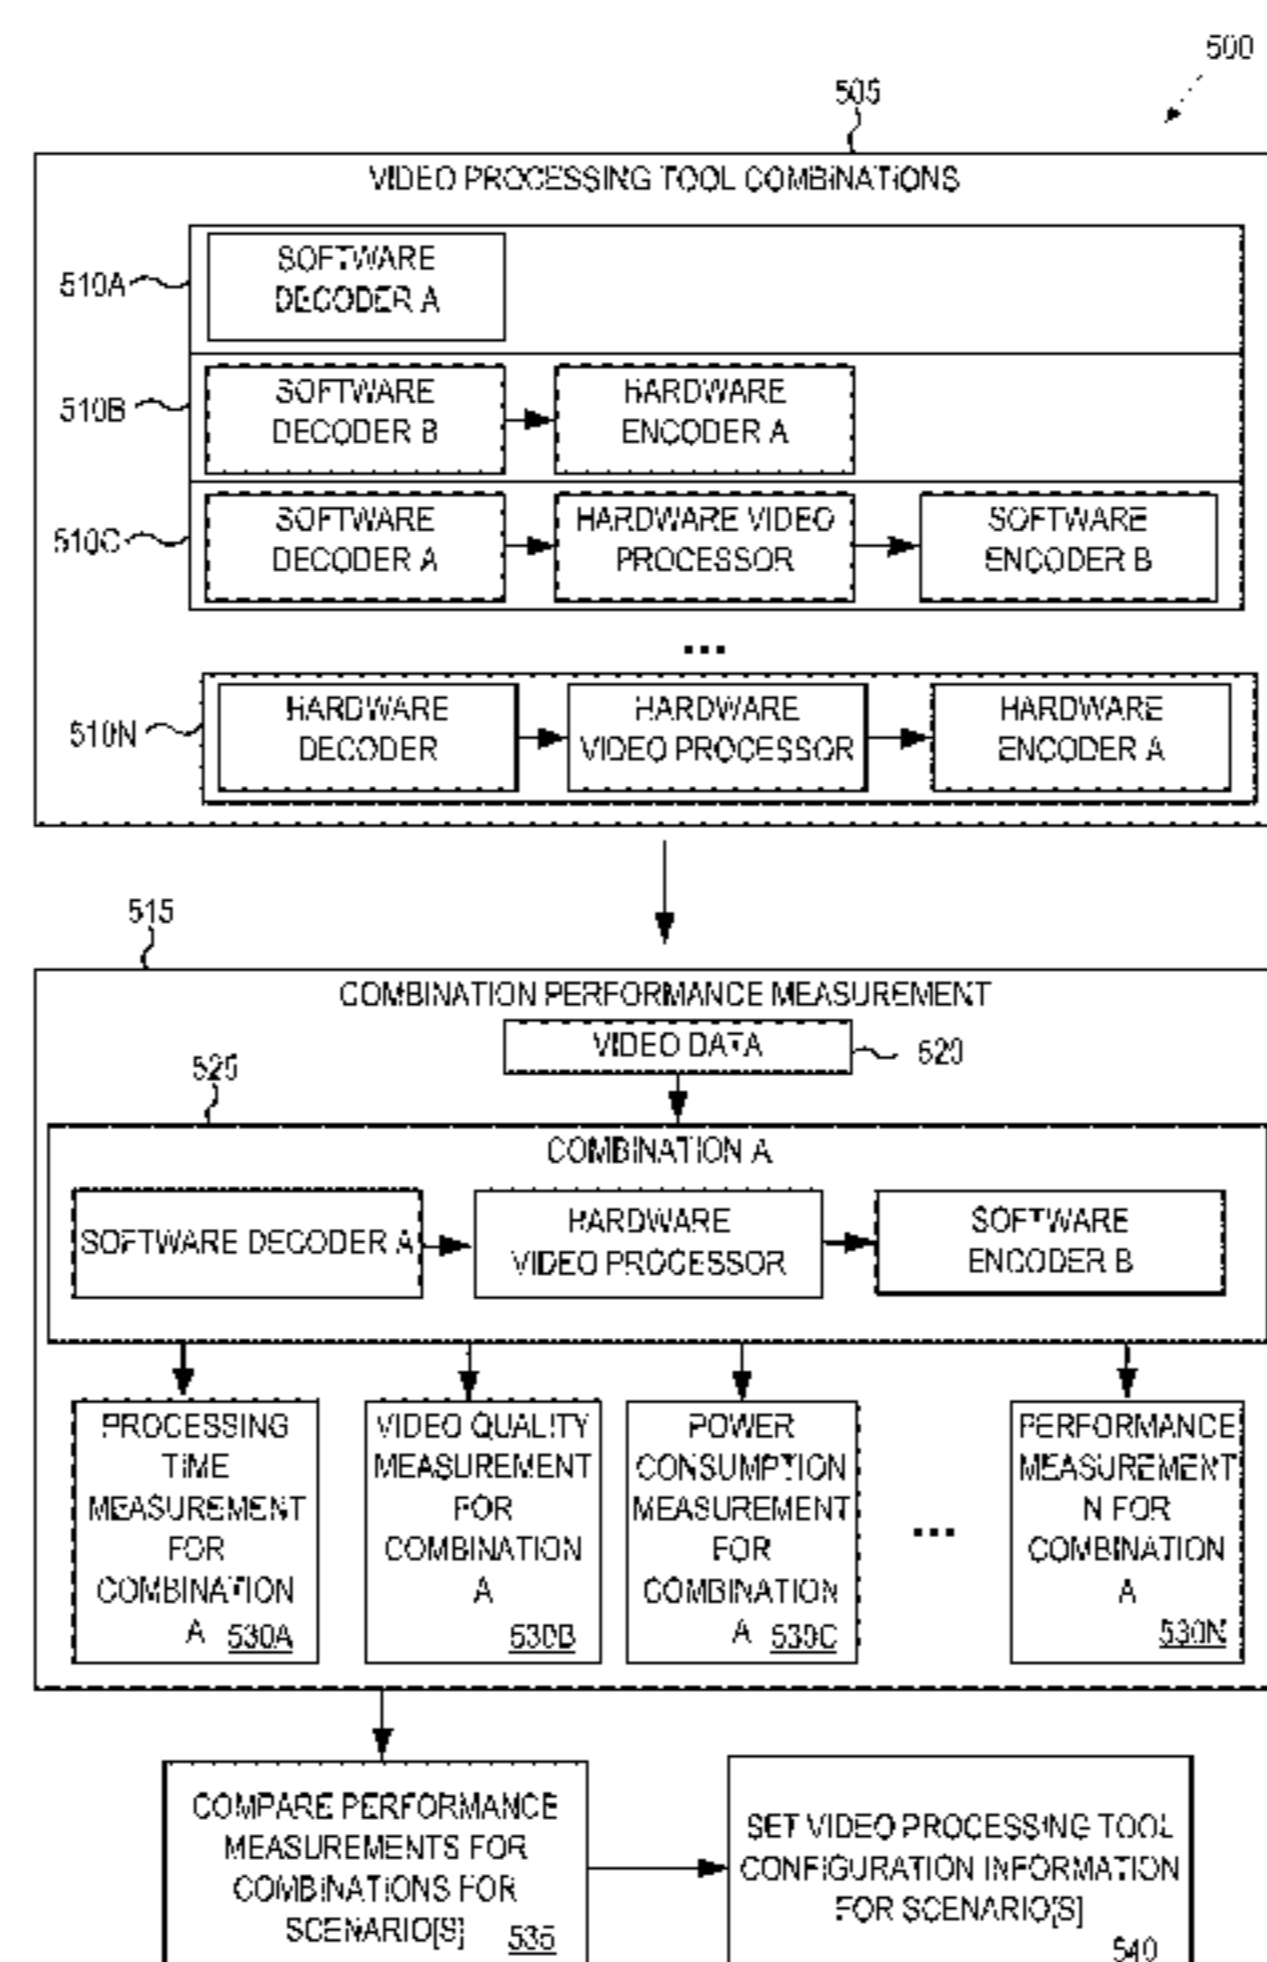 500
505
VIDEO PROCESSING TOOL COMBINATIONS
510A
SOFTWARE
DECODER A
510B
SOFTWARE
DECODER B
HARDWARE
ENCODER A
510C
SOFTWARE
DECODER A
HARDWARE VIDEO
PROCESSOR
SOFTWARE
ENCODER B
...
510N
HARDWARE
DECODER
HARDWARE
VIDEO PROCESSOR
HARDWARE
ENCODER A
515
COMBINATION PERFORMANCE MEASUREMENT
VIDEO DATA
520
525
COMBINATION A
SOFTWARE DECODER A
HARDWARE
VIDEO PROCESSOR
SOFTWARE
ENCODER B
PROCESSING
TIME
MEASUREMENT
FOR
COMBINATION
A 530A
VIDEO QUALITY
MEASUREMENT
FOR
COMBINATION
A
530B
POWER
CONSUMPTION
MEASUREMENT
FOR
COMBINATION
A 530C
...
PERFORMANCE
MEASUREMENT
N FOR
COMBINATION
A
530N
COMPARE PERFORMANCE
MEASUREMENTS FOR
COMBINATIONS FOR
SCENARIO[S] 535
SET VIDEO PROCESSING TOOL
CONFIGURATION INFORMATION
FOR SCENARIO[S]
540